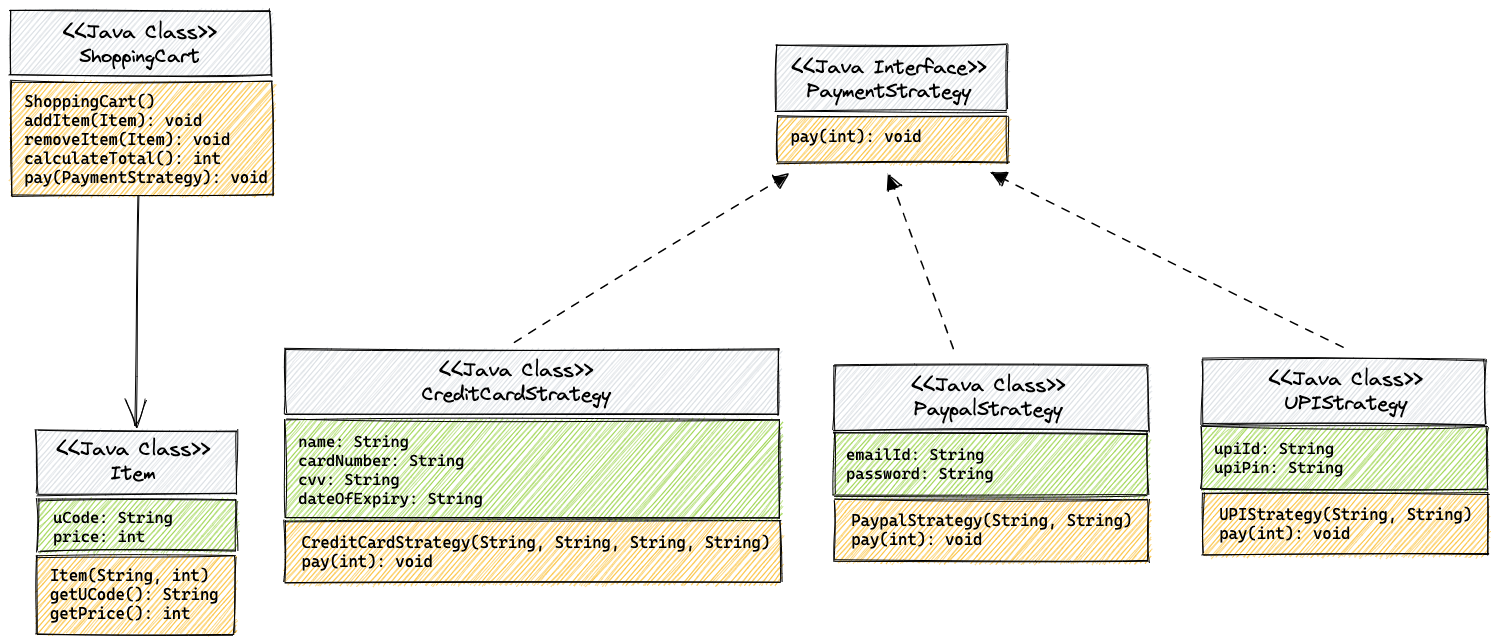 <<Java Class>>
ShoppingCart
ShoppingCart()
addItem(Item): void
removeItem(Item): void
calculateTotal(): int
pay(PaymentStrategy): void
<<Java Interface>>
PaymentStrategy
pay(int): void
<<Java Class>>
Item
uCode: String
price: int
Item(String, int)
getUCode(): String
getPrice(): int
<<Java Class>>
CreditCardStrategy
name: String
cardNumber: String
cvv: String
dateOfExpiry: String
CreditCardStrategy(String, String, String, String)
pay(int): void
<<Java Class>>
PaypalStrategy
emailId: String
password: String
PaypalStrategy(String, String)
pay(int): void
<<Java Class>>
UPIStrategy
upiId: String
upiPin: String
UPIStrategy(String, String)
pay(int): void